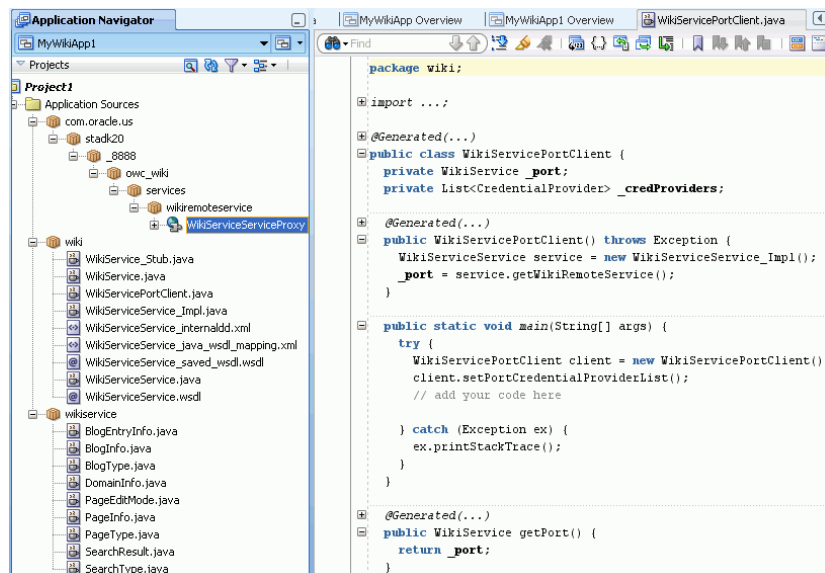 Application Navigator
MyWikiApp1
Projects
Project1
Application Sources
com.oracle.us
stadk20
_8888
owc_wiki
services
wikiremoteservice
WikiServiceServiceProxy
wiki
WikiService_Stub.java
WikiService.java
WikiServicePortClient.java
WikiServiceService_Impl.java
WikiServiceService_internaldd.xml
WikiServiceService_java_wsdl_mapping.xml
WikiServiceService_saved_wsdl.wsdl
WikiServiceService.java
WikiServiceService.wsdl
wikiservice
BlogEntryInfo.java
BlogInfo.java
BlogType.java
DomainInfo.java
PageEditMode.java
PageInfo.java
PageType.java
SearchResult.java
SearchType.java
MyWikiApp Overview MyWikiApp1 Overview WikiServicePortClient.java
Find
package wiki;
import ...;
@Generated(...)
public class WikiServicePortClient {
private WikiService _port;
private List<CredentialProvider> _credProviders;
@Generated(...)
public WikiServicePortClient() throws Exception {
WikiServiceService service = new WikiServiceService_Impl();
_port = service.getWikiRemoteService();
}
public static void main(String[] args) {
try {
WikiServicePortClient client = new WikiServicePortClient()
client.setPortCredentialProviderList();
// add your code here
} catch (Exception ex) {
ex.printStackTrace();
}
}
@Generated(...)
public WikiService getPort() {
return _port;
}